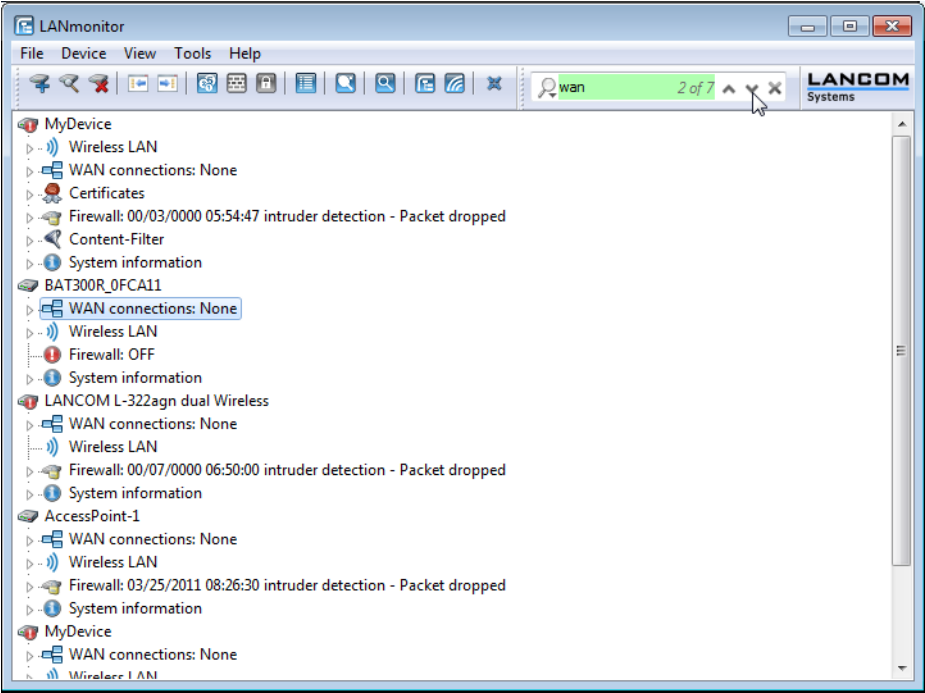 LANmonitor
File Device View Tools Help
wan 2 of 7
LANCOM
Systems
MyDevice
Wireless LAN
WAN connections: None
Certificates
Firewall: 00/03/0000 05:54:47 intruder detection - Packet dropped
Content-Filter
System information
BAT300R_0FCA11
WAN connections: None
Wireless LAN
Firewall: OFF
System information
LANCOM L-322agn dual Wireless
WAN connections: None
Wireless LAN
Firewall: 00/07/0000 06:50:00 intruder detection - Packet dropped
System information
AccessPoint-1
WAN connections: None
Wireless LAN
Firewall: 03/25/2011 08:26:30 intruder detection - Packet dropped
System information
MyDevice
WAN connections: None
Wireless LAN